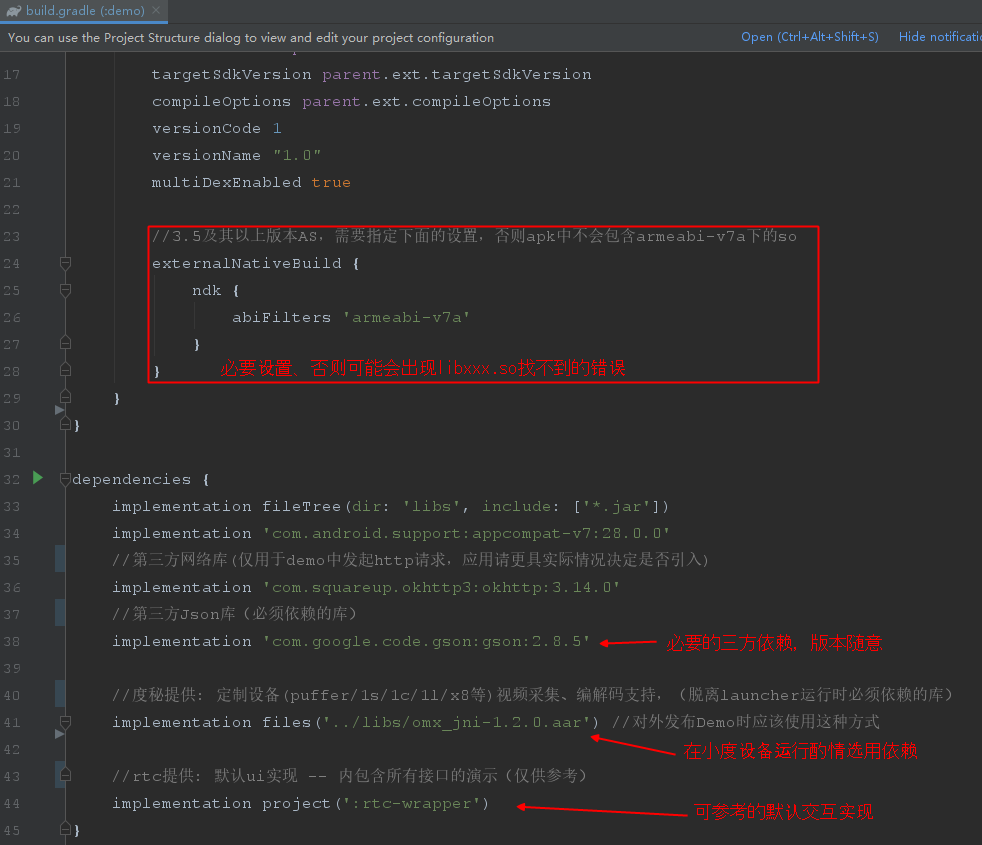 build.gradle (:demo)
You can use the Project Structure dialog to view and edit your project configuration Open (Ctrl+Alt+Shift+S) Hide notificatio
17 targetSdkVersion parent.ext.targetSdkVersion
18 compileOptions parent.ext.compileOptions
19 versionCode 1
20 versionName "1.0"
21 multiDexEnabled true
22
23 //3.5及其以上版本AS，需要指定下面的设置，否则apk中不会包含armeabi-v7a下的so
24 externalNativeBuild {
25 ndk {
26 abiFilters 'armeabi-v7a'
27 }
28 } 必要设置、否则可能会出现libxxx.so找不到的错误
29 }
30 }
31
32 dependencies {
33 implementation fileTree(dir: 'libs', include: ['*.jar'])
34 implementation 'com.android.support:appcompat-v7:28.0.0'
35 //第三方网络库(仅用于demo中发起http请求，应用请更具实际情况决定是否引入)
36 implementation 'com.squareup.okhttp3:okhttp:3.14.0'
37 //第三方Json库（必须依赖的库）
38 implementation 'com.google.code.gson:gson:2.8.5' 必要的三方依赖，版本随意
39
40 //度秘提供: 定制设备(puffer/1s/1c/1l/x8等)视频采集、编解码支持，（脱离launcher运行时必须依赖的库）
41 implementation files('../libs/omx_jni-1.2.0.aar') //对外发布Demo时应该使用这种方式
42 在小度设备运行酌情选用依赖
43 //rtc提供: 默认ui实现 -- 内包含所有接口的演示（仅供参考）
44 implementation project(':rtc-wrapper') 可参考的默认交互实现
45 }